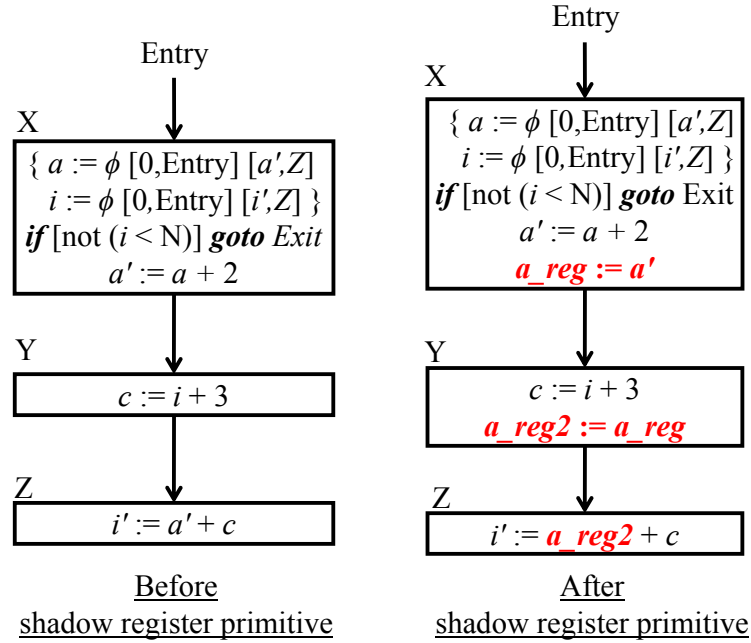 Entry
X
{ a := ϕ [0,Entry] [a′,Z]
i := ϕ [0,Entry] [i′,Z] }
if [not (i < N)] goto Exit
a′ := a + 2
Y
c := i + 3
Z
i′ := a′ + c
Before
shadow register primitive
Entry
X
{ a := ϕ [0,Entry] [a′,Z]
i := ϕ [0,Entry] [i′,Z] }
if [not (i < N)] goto Exit
a′ := a + 2
a_reg := a′
Y
c := i + 3
a_reg2 := a_reg
Z
i′ := a_reg2 + c
After
shadow register primitive